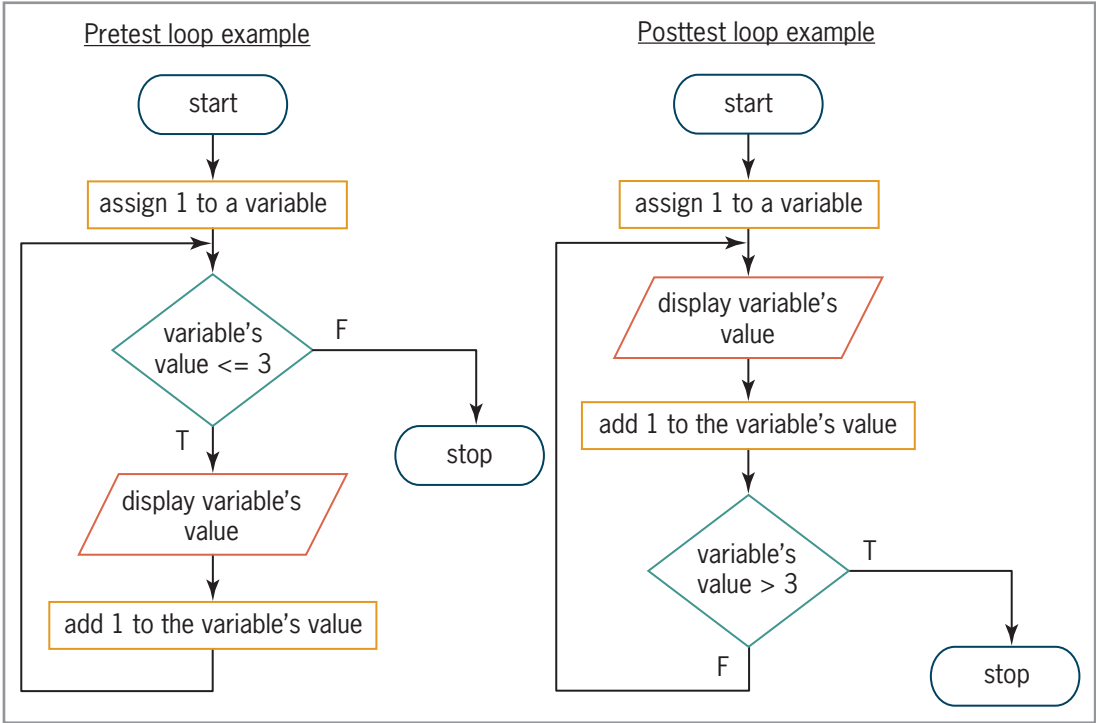 Pretest loop example
start
assign 1 to a variable
variable's
value <= 3
F
T
stop
display variable's
value
add 1 to the variable's value
Posttest loop example
start
assign 1 to a variable
display variable's
value
add 1 to the variable's value
variable's
value > 3
T
F
stop